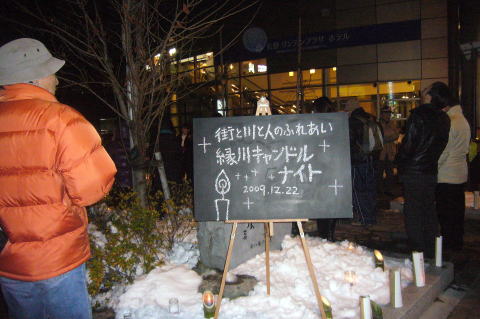 街と川と人のふれあい
縁川キャンドル
ナイト
2009.12.22